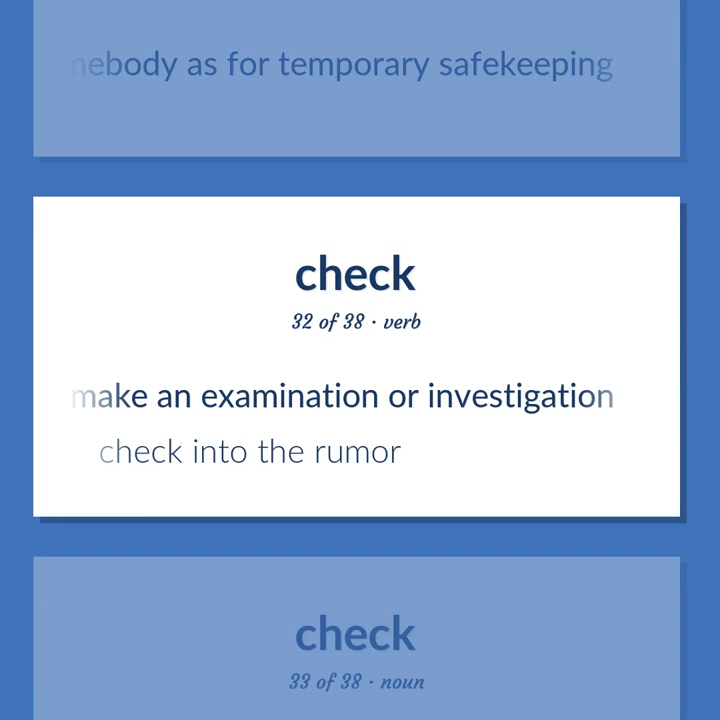 nebody as for temporary safekeeping
check
32 of 38 · verb
make an examination or investigation
check into the rumor
check
33 of 38 · noun